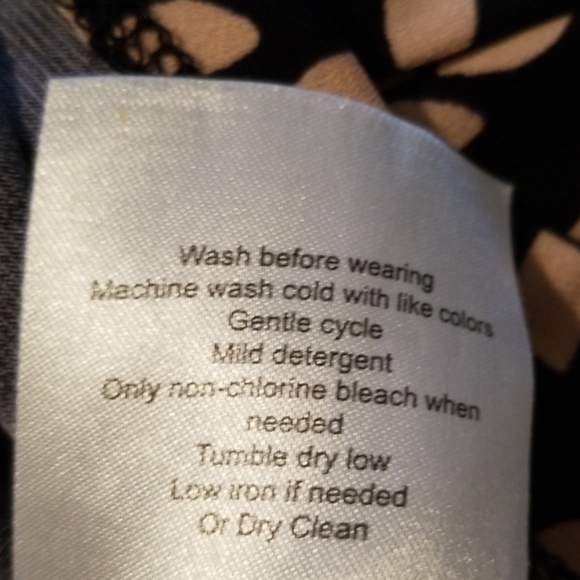 Wash before wearing
Machine wash cold with like colors
Gentle cycle
Mild detergent
Only non-chlorine bleach when
needed
Tumble dry low
Low iron if needed
Or Dry Clean